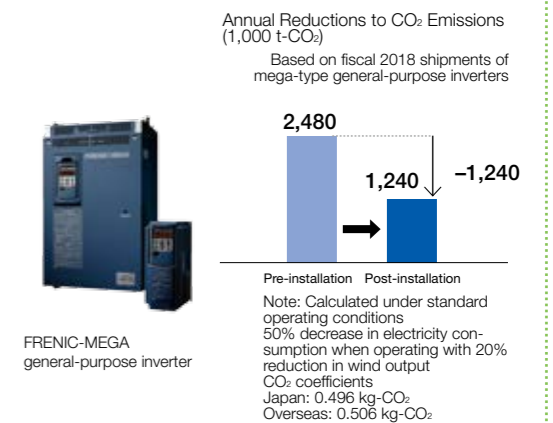 Annual Reductions to CO₂ Emissions
(1,000 t-CO₂)
Based on fiscal 2018 shipments of
mega-type general-purpose inverters
2,480
1,240
–1,240
Pre-installation Post-installation
Note: Calculated under standard
operating conditions
50% decrease in electricity con-
sumption when operating with 20%
reduction in wind output
CO₂ coefficients
Japan: 0.496 kg-CO₂
Overseas: 0.506 kg-CO₂
FRENIC-MEGA
general-purpose inverter